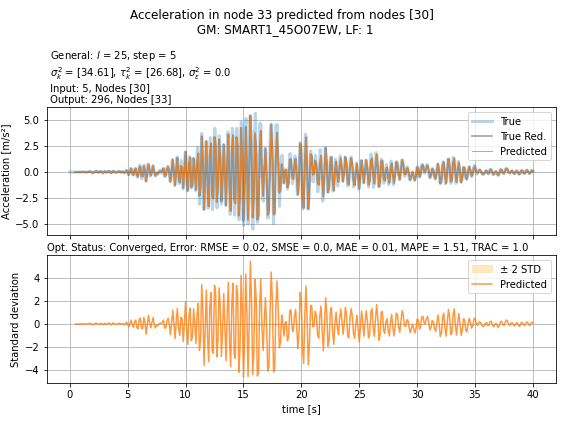 Acceleration in node 33 predicted from nodes [30]
GM: SMART1_45O07EW, LF: 1
General: l = 25, step = 5
σ²ₖ = [34.61], τ²ₖ = [26.68], σ²ε = 0.0
Input: 5, Nodes [30]
Output: 296, Nodes [33]
Acceleration [m/s²]
5.0
2.5
0.0
−2.5
−5.0
True
True Red.
Predicted
Opt. Status: Converged, Error: RMSE = 0.02, SMSE = 0.0, MAE = 0.01, MAPE = 1.51, TRAC = 1.0
Standard deviation
4
2
0
−2
−4
± 2 STD
Predicted
0 5 10 15 20 25 30 35 40
time [s]